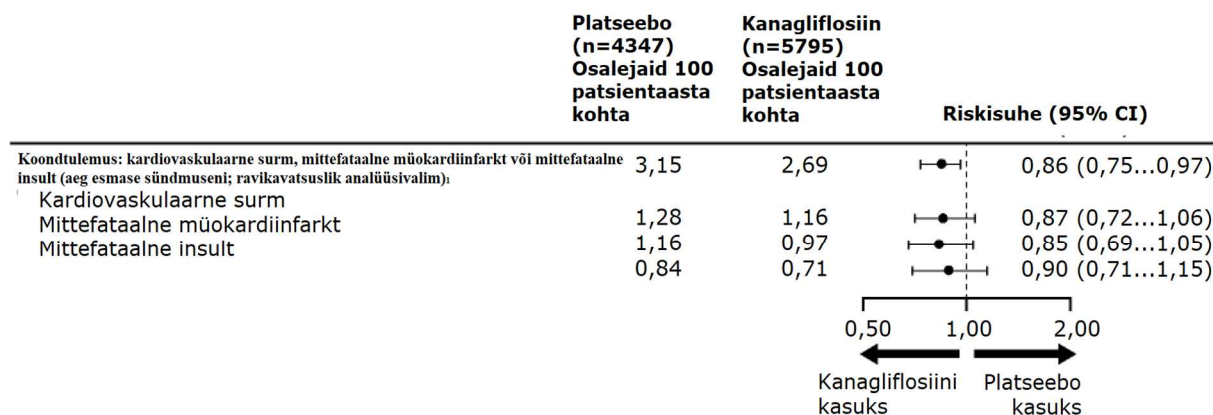 Platseebo
(n=4347)
Osalejaid 100
patsientaasta
kohta
Kanagliflosiin
(n=5795)
Osalejaid 100
patsientaasta
kohta
Riskisuhe (95% CI)
Koondtulemus: kardiovaskulaarne surm, mittefataalne müokardiinfarkt või mittefataalne
insult (aeg esmase sündmuseni; ravikavatsuslik analüüsivalim)1
3,15 2,69 0,86 (0,75...0,97)
1
Kardiovaskulaarne surm
Mittefataalne müokardiinfarkt
Mittefataalne insult
1,28 1,16 0,87 (0,72...1,06)
1,16 0,97 0,85 (0,69...1,05)
0,84 0,71 0,90 (0,71...1,15)
0,50 1,00 2,00
Kanagliflosiini
kasuks
Platseebo
kasuks